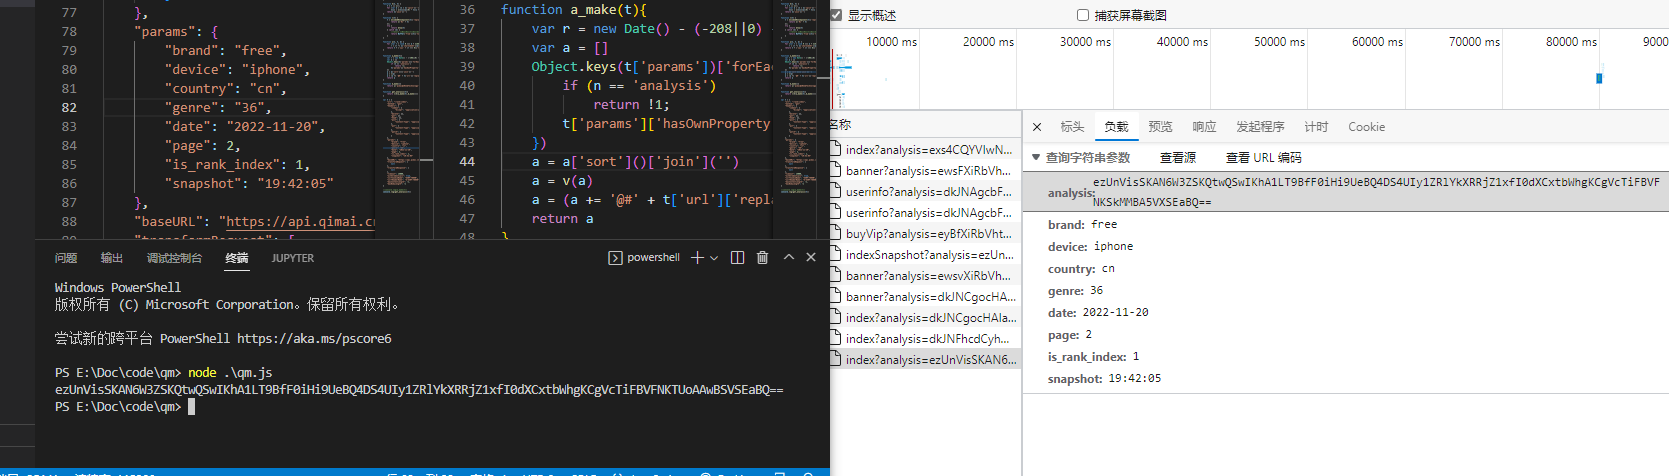 77 },
78 "params": {
79 "brand": "free",
80 "device": "iphone",
81 "country": "cn",
82 "genre": "36",
83 "date": "2022-11-20",
84 "page": 2,
85 "is_rank_index": 1,
86 "snapshot": "19:42:05"
87 },
88 "baseURL": "https://api.qimai.cn
36 function a_make(t){
37 var r = new Date() - (-208||0) -
38 var a = []
39 Object.keys(t['params'])['forEac
40 if (n == 'analysis')
41 return !1;
42 t['params']['hasOwnProperty
43 })
44 a = a['sort']()['join']('')
45 a = v(a)
46 a = (a += '@#' + t['url']['repla
47 return a
48 }
问题 输出 调试控制台 终端 JUPYTER
powershell
Windows PowerShell
版权所有 (C) Microsoft Corporation。保留所有权利。
尝试新的跨平台 PowerShell https://aka.ms/pscore6
PS E:\Doc\code\qm> node .\qm.js
ezUnVisSKAN6W3ZSKQtwQSwIKhA1LT9BfF0iHi9UeBQ4DS4UIy1ZRlYkXRRjZ1xfI0dXCxtbWhgKCgVcTiFBVFNKTUoAAwBSVSEaBQ==
PS E:\Doc\code\qm>
显示概述 捕获屏幕截图
10000 ms 20000 ms 30000 ms 40000 ms 50000 ms 60000 ms 70000 ms 80000 ms 9000
名称
index?analysis=exs4CQYVIwN...
banner?analysis=ewsFXiRbVh...
userinfo?analysis=dkJNAgcbF...
userinfo?analysis=dkJNAgcbF...
buyVip?analysis=eyBfXiRbVht...
indexSnapshot?analysis=ezUn...
banner?analysis=ewsvXiRbVh...
banner?analysis=dkJNCgocHA...
index?analysis=dkJNCgocHAIa...
index?analysis=dkJNFhcdCyh...
index?analysis=ezUnVisSKAN6...
标头 负载 预览 响应 发起程序 计时 Cookie
查询字符串参数 查看源 查看 URL 编码
analysis: ezUnVisSKAN6W3ZSKQtwQSwIKhA1LT9BfF0iHi9UeBQ4DS4UIy1ZRlYkXRRjZ1xfI0dXCxtbWhgKCgVcTiFBVF
NKSkMMBA5VXSEaBQ==
brand: free
device: iphone
country: cn
genre: 36
date: 2022-11-20
page: 2
is_rank_index: 1
snapshot: 19:42:05